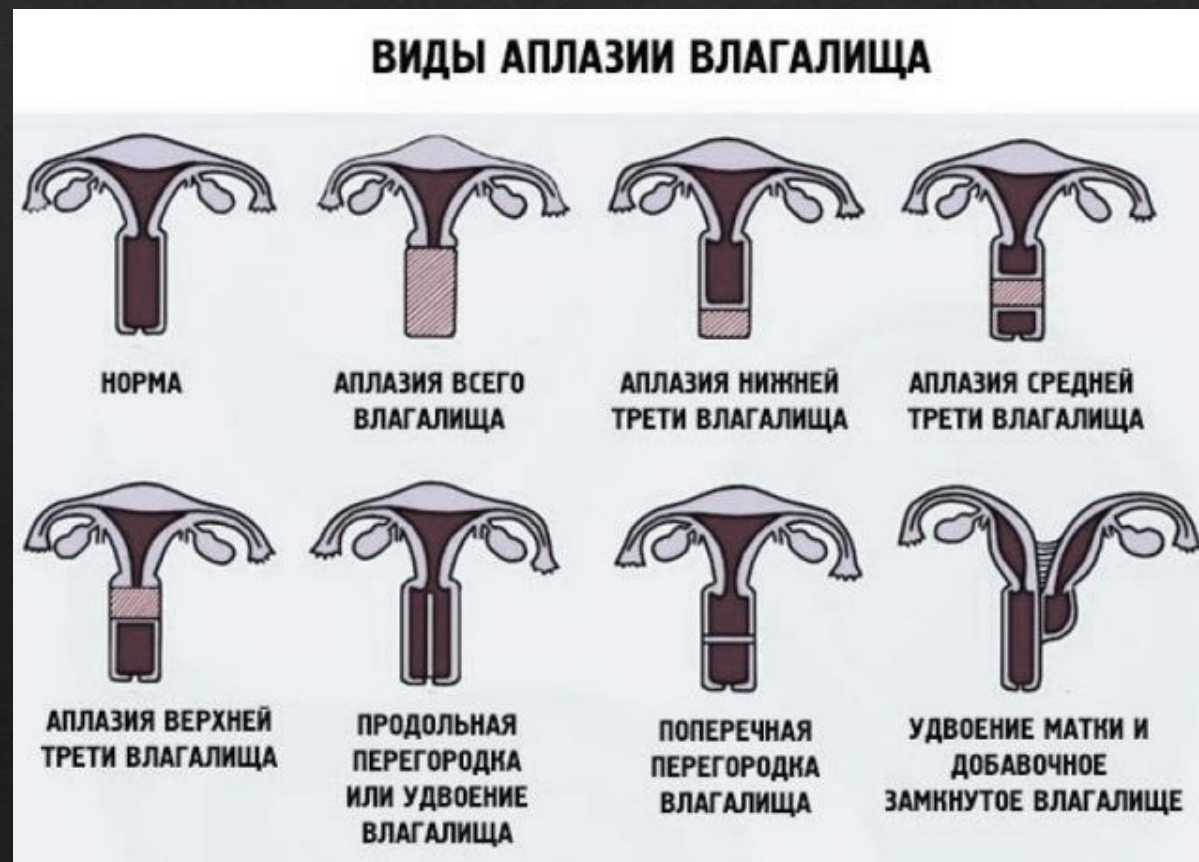 ВИДЫ АПЛАЗИИ ВЛАГАЛИЩА
НОРМА
АПЛАЗИЯ ВСЕГО
ВЛАГАЛИЩА
АПЛАЗИЯ НИЖНЕЙ
ТРЕТИ ВЛАГАЛИЩА
АПЛАЗИЯ СРЕДНЕЙ
ТРЕТИ ВЛАГАЛИЩА
АПЛАЗИЯ ВЕРХНЕЙ
ТРЕТИ ВЛАГАЛИЩА
ПРОДОЛЬНАЯ
ПЕРЕГОРОДКА
ИЛИ УДВОЕНИЕ
ВЛАГАЛИЩА
ПОПЕРЕЧНАЯ
ПЕРЕГОРОДКА
ВЛАГАЛИЩА
УДВОЕНИЕ МАТКИ И
ДОБАВОЧНОЕ
ЗАМКНУТОЕ ВЛАГАЛИЩЕ